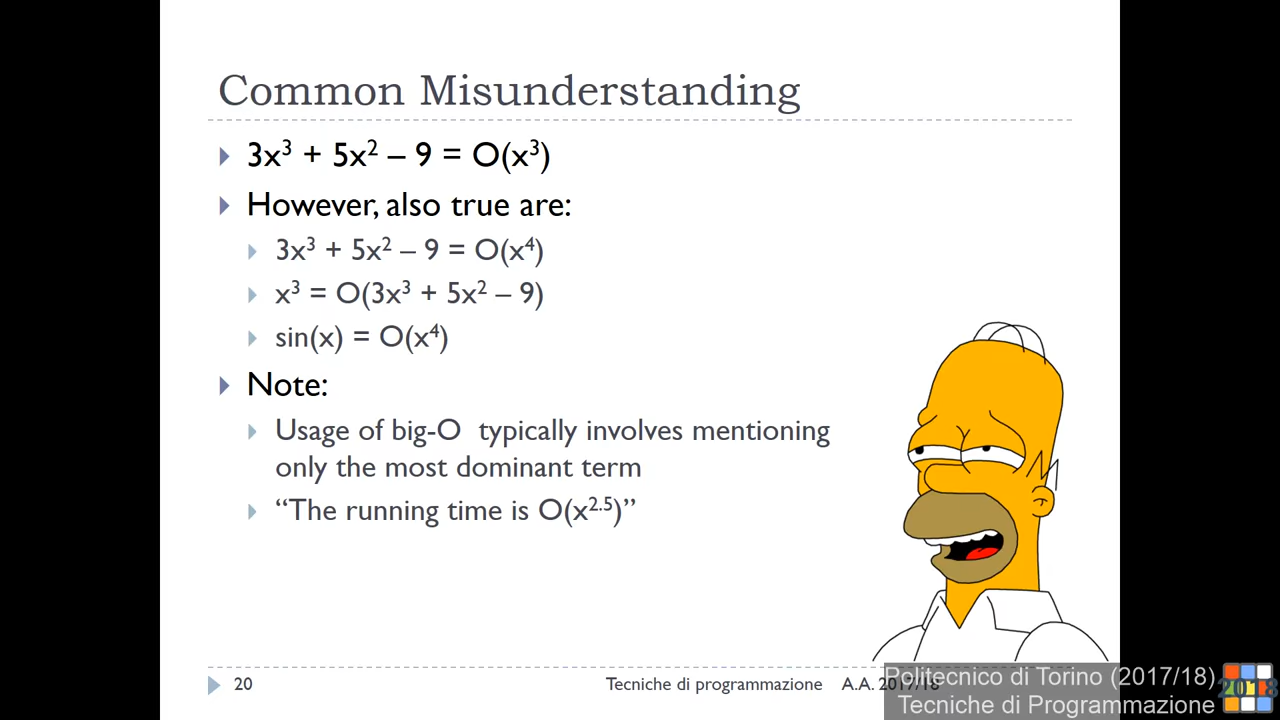 Common Misunderstanding
3x³ + 5x² – 9 = O(x³)
However, also true are:
3x³ + 5x² – 9 = O(x⁴)
x³ = O(3x³ + 5x² – 9)
sin(x) = O(x⁴)
Note:
Usage of big-O typically involves mentioning
only the most dominant term
“The running time is O(x²·⁵)”
20 Tecniche di programmazione A.A. 2017/18
Politecnico di Torino (2017/18)
Tecniche di Programmazione
2018